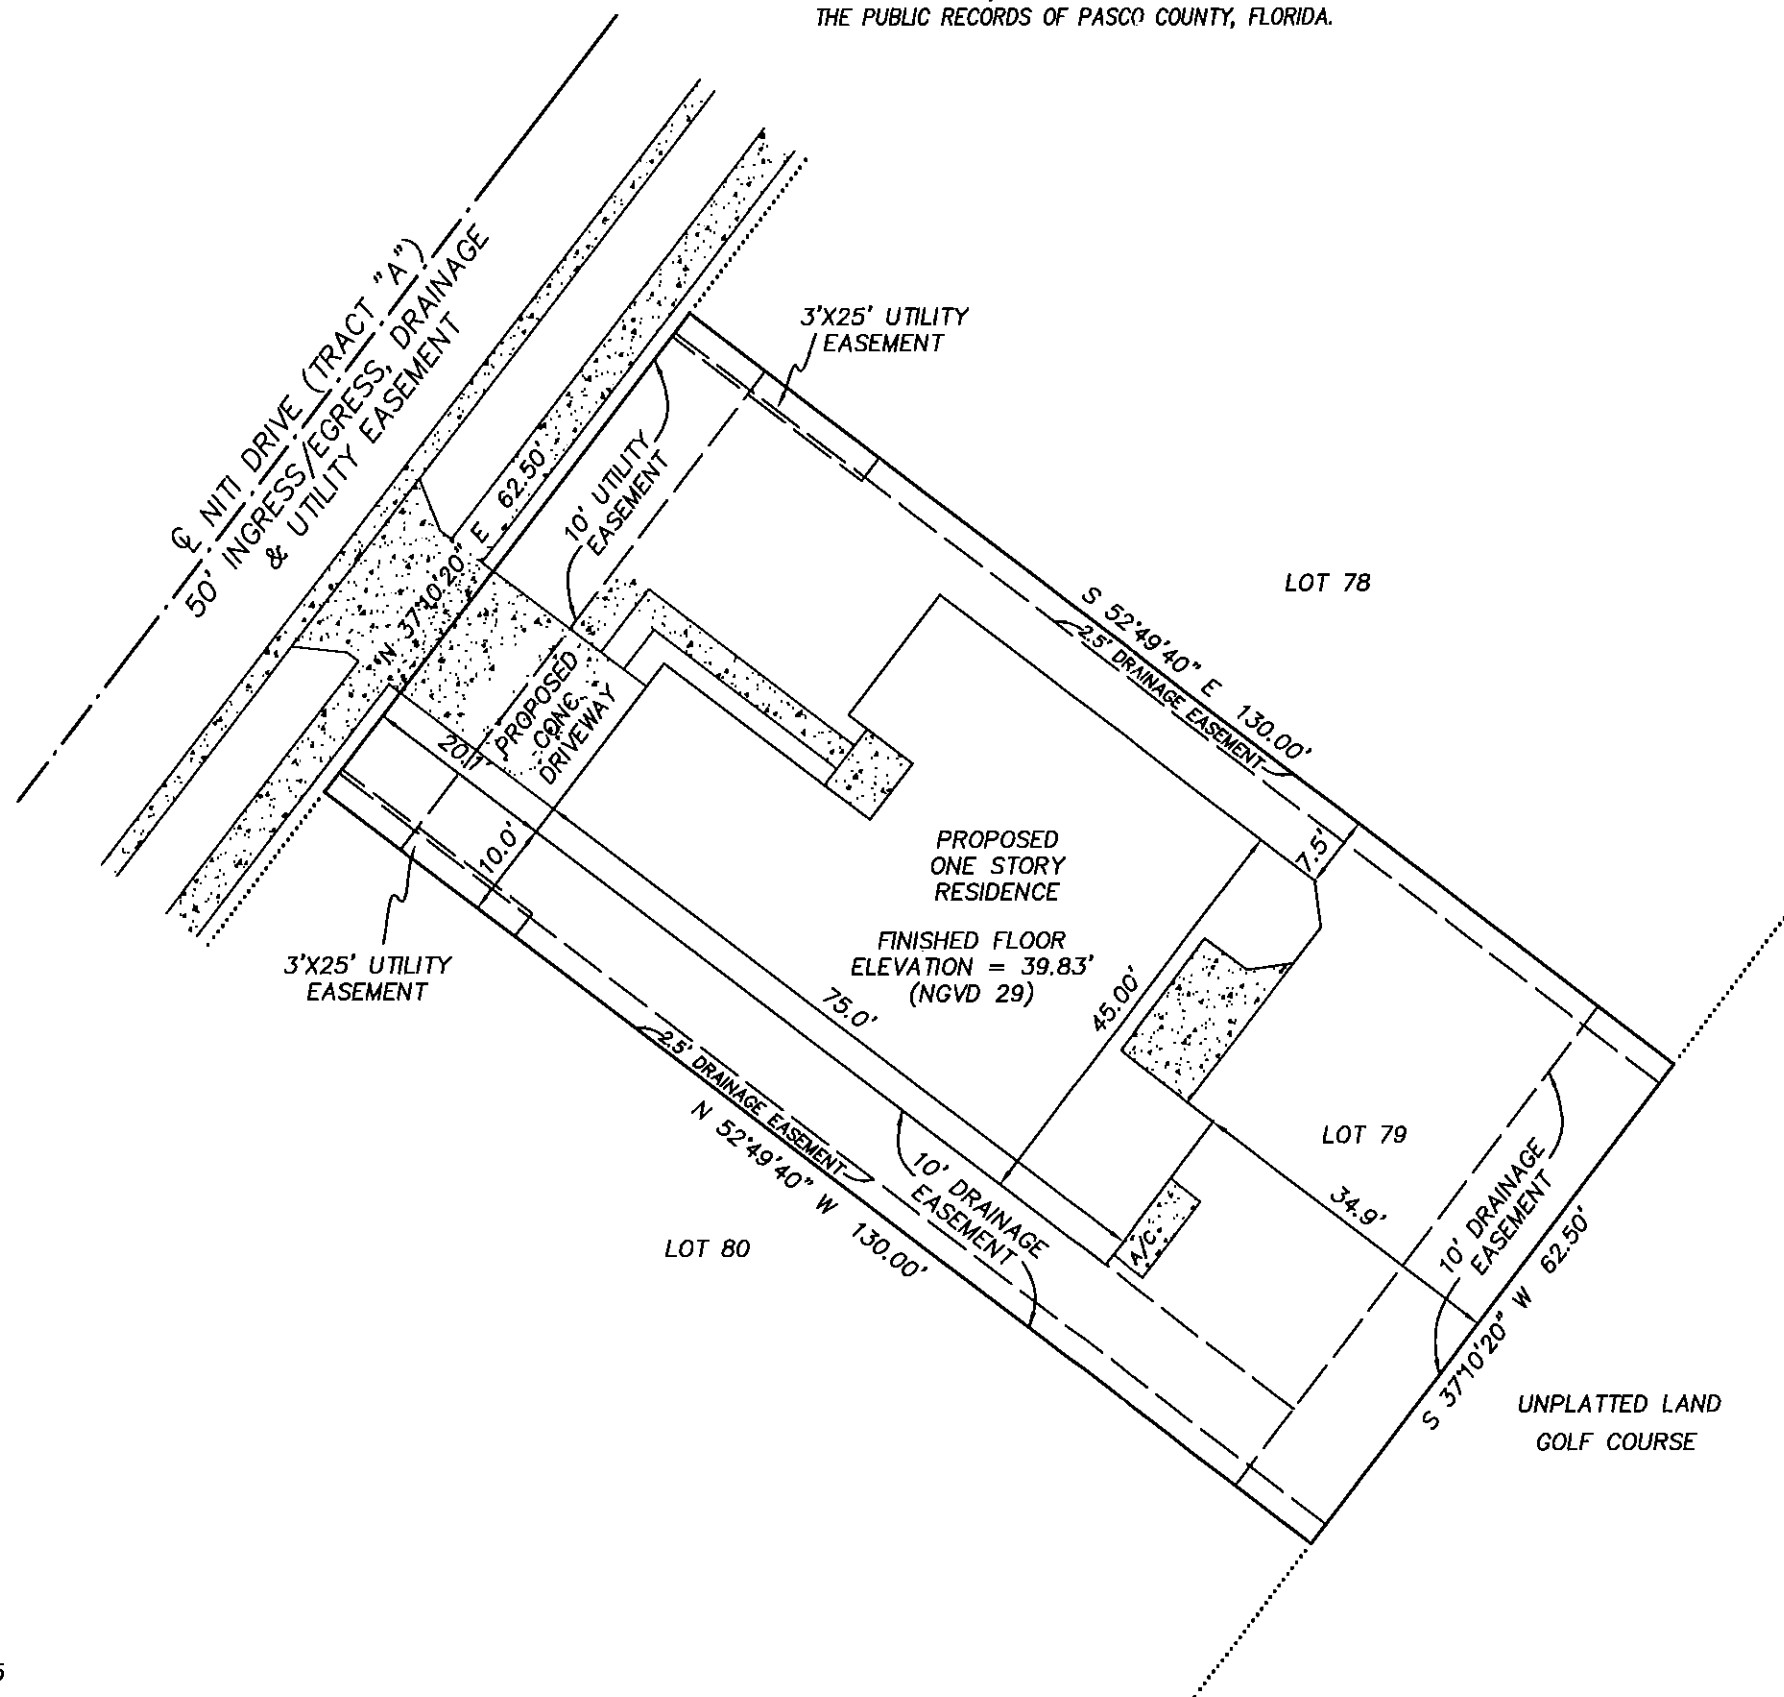 THE PUBLIC RECORDS OF PASCO COUNTY, FLORIDA.
℄ NITI DRIVE (TRACT "A")
50' INGRESS/EGRESS, DRAINAGE
& UTILITY EASEMENT
3'X25' UTILITY
EASEMENT
N 37°10'20" E 62.50'
10' UTILITY
EASEMENT
LOT 78
S 52°49'40" E 130.00'
2.5' DRAINAGE EASEMENT
PROPOSED
CONC.
DRIVEWAY
20.1'
10.0'
7.5'
PROPOSED
ONE STORY
RESIDENCE
FINISHED FLOOR
ELEVATION = 39.83'
(NGVD 29)
3'X25' UTILITY
EASEMENT
75.0'
45.00'
2.5' DRAINAGE EASEMENT
N 52°49'40" W 130.00'
LOT 79
10' DRAINAGE
EASEMENT
34.9'
A/C
10' DRAINAGE
EASEMENT
LOT 80
S 37°10'20" W 62.50'
UNPLATTED LAND
GOLF COURSE